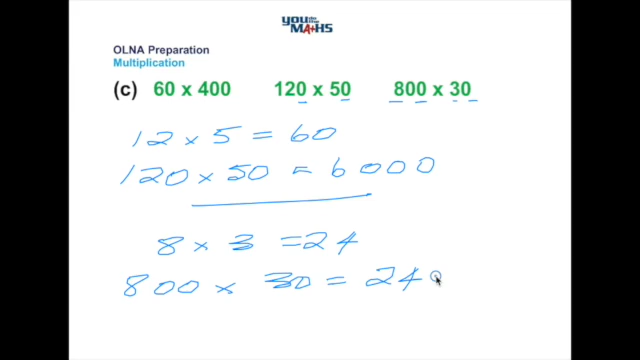 you do the MATHS
OLNA Preparation
Multiplication
(c) 60 x 400 120 x 50 800 x 30
12 x 5 = 60
120 x 50 = 6000
8 x 3 = 24
800 x 30 = 240